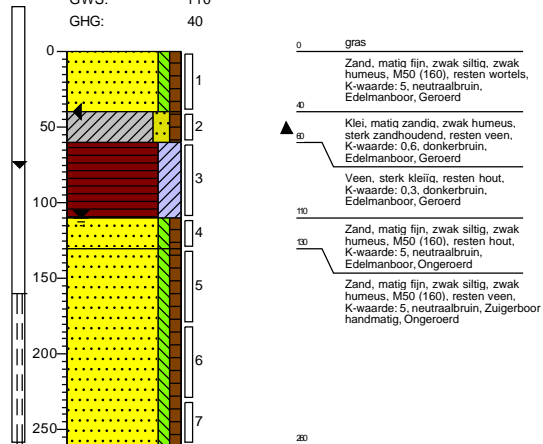 GWS: 110
GHG: 40
0
50
100
150
200
250
1
2
3
4
5
6
7
0 gras
Zand, matig fijn, zwak siltig, zwak
humeus, M50 (160), resten wortels,
K-waarde: 5, neutraalbruin,
Edelmanboor, Geroerd
40
Klei, matig zandig, zwak humeus,
sterk zandhoudend, resten veen,
K-waarde: 0,6, donkerbruin,
Edelmanboor, Geroerd
60
Veen, sterk kleiïg, resten hout,
K-waarde: 0,3, donkerbruin,
Edelmanboor, Geroerd
110
Zand, matig fijn, zwak siltig, zwak
humeus, M50 (160), resten hout,
K-waarde: 5, neutraalbruin,
Edelmanboor, Ongeroerd
130
Zand, matig fijn, zwak siltig, zwak
humeus, M50 (160), resten veen,
K-waarde: 5, neutraalbruin, Zuigerboor
handmatig, Ongeroerd
260